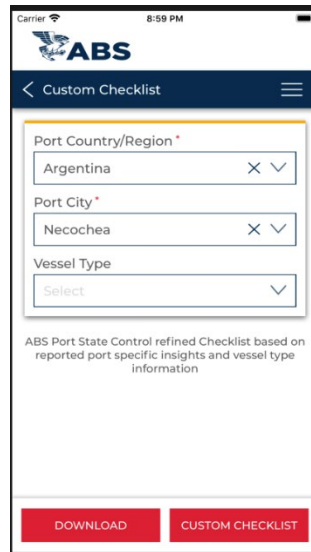 Carrier 8:59 PM
ABS
Custom Checklist
Port Country/Region *
Argentina
Port City *
Necochea
Vessel Type
Select
ABS Port State Control refined Checklist based on
reported port specific insights and vessel type
information
DOWNLOAD CUSTOM CHECKLIST